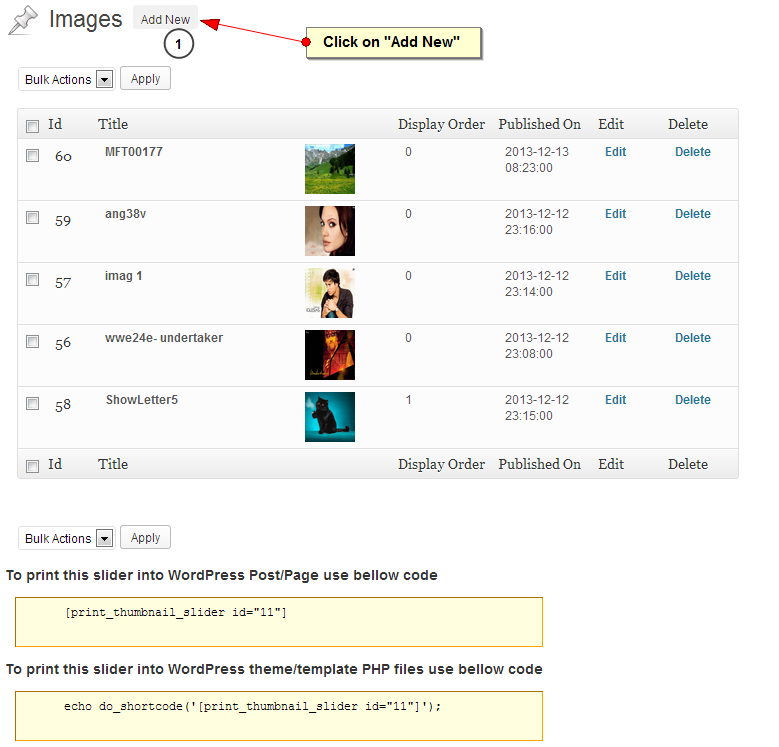 Images Add New
1
Click on "Add New"
Bulk Actions Apply
Id Title Display Order Published On Edit Delete
60 MFT00177 0 2013-12-13 Edit Delete
08:23:00
59 ang38v 0 2013-12-12 Edit Delete
23:16:00
57 imag 1 0 2013-12-12 Edit Delete
23:14:00
56 wwe24e- undertaker 0 2013-12-12 Edit Delete
23:08:00
58 ShowLetter5 1 2013-12-12 Edit Delete
23:15:00
Id Title Display Order Published On Edit Delete
Bulk Actions Apply
To print this slider into WordPress Post/Page use bellow code
[print_thumbnail_slider id="11"]
To print this slider into WordPress theme/template PHP files use bellow code
echo do_shortcode('[print_thumbnail_slider id="11"]');